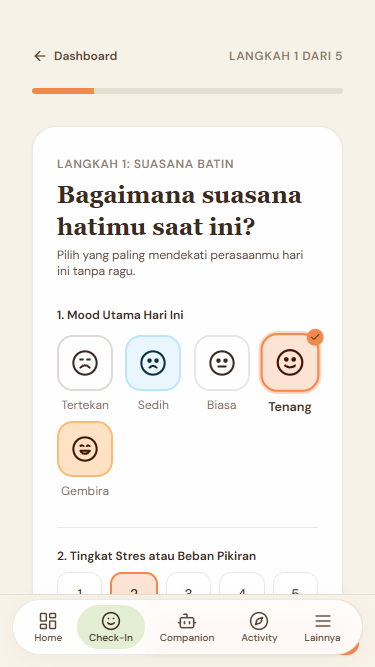 Dashboard
LANGKAH 1 DARI 5
LANGKAH 1: SUASANA BATIN
Bagaimana suasana
hatimu saat ini?
Pilih yang paling mendekati perasaanmu hari
ini tanpa ragu.
1. Mood Utama Hari Ini
Tertekan
Sedih
Biasa
Tenang
Gembira
2. Tingkat Stres atau Beban Pikiran
1
2
3
4
5
Home
Check-In
Companion
Activity
Lainnya